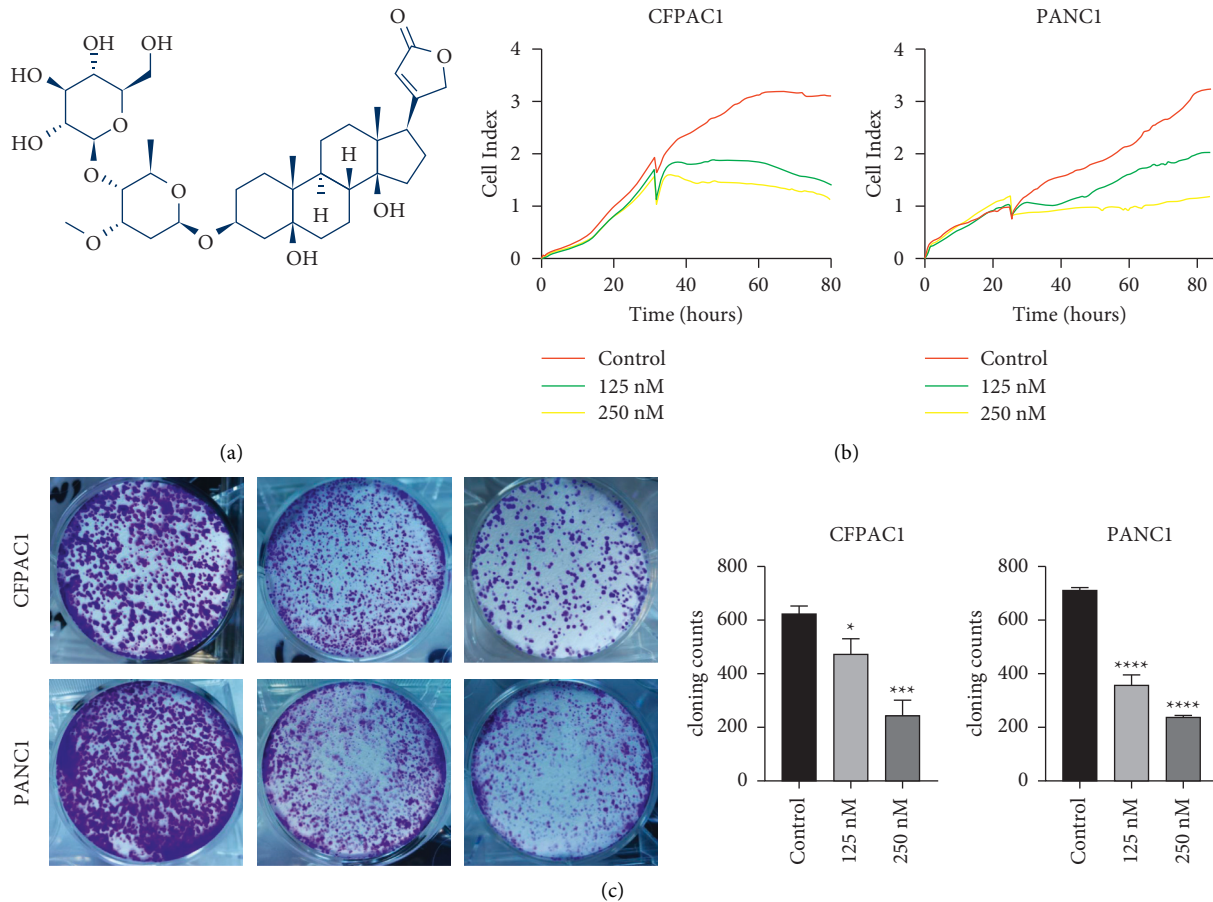 O
OH
OH
OH
HO
O
HO
O
HO
O
O
O
O
O
H
H
OH
OH
(a)
CFPAC1
Cell Index
4
3
2
1
0
0
20
40
60
80
Time (hours)
Control
125 nM
250 nM
PANC1
Cell Index
4
3
2
1
0
0
20
40
60
80
Time (hours)
Control
125 nM
250 nM
(b)
CFPAC1
PANC1
CFPAC1
cloning counts
800
600
400
200
0
*
***
Control
125 nM
250 nM
PANC1
cloning counts
800
600
400
200
0
****
****
Control
125 nM
250 nM
(c)